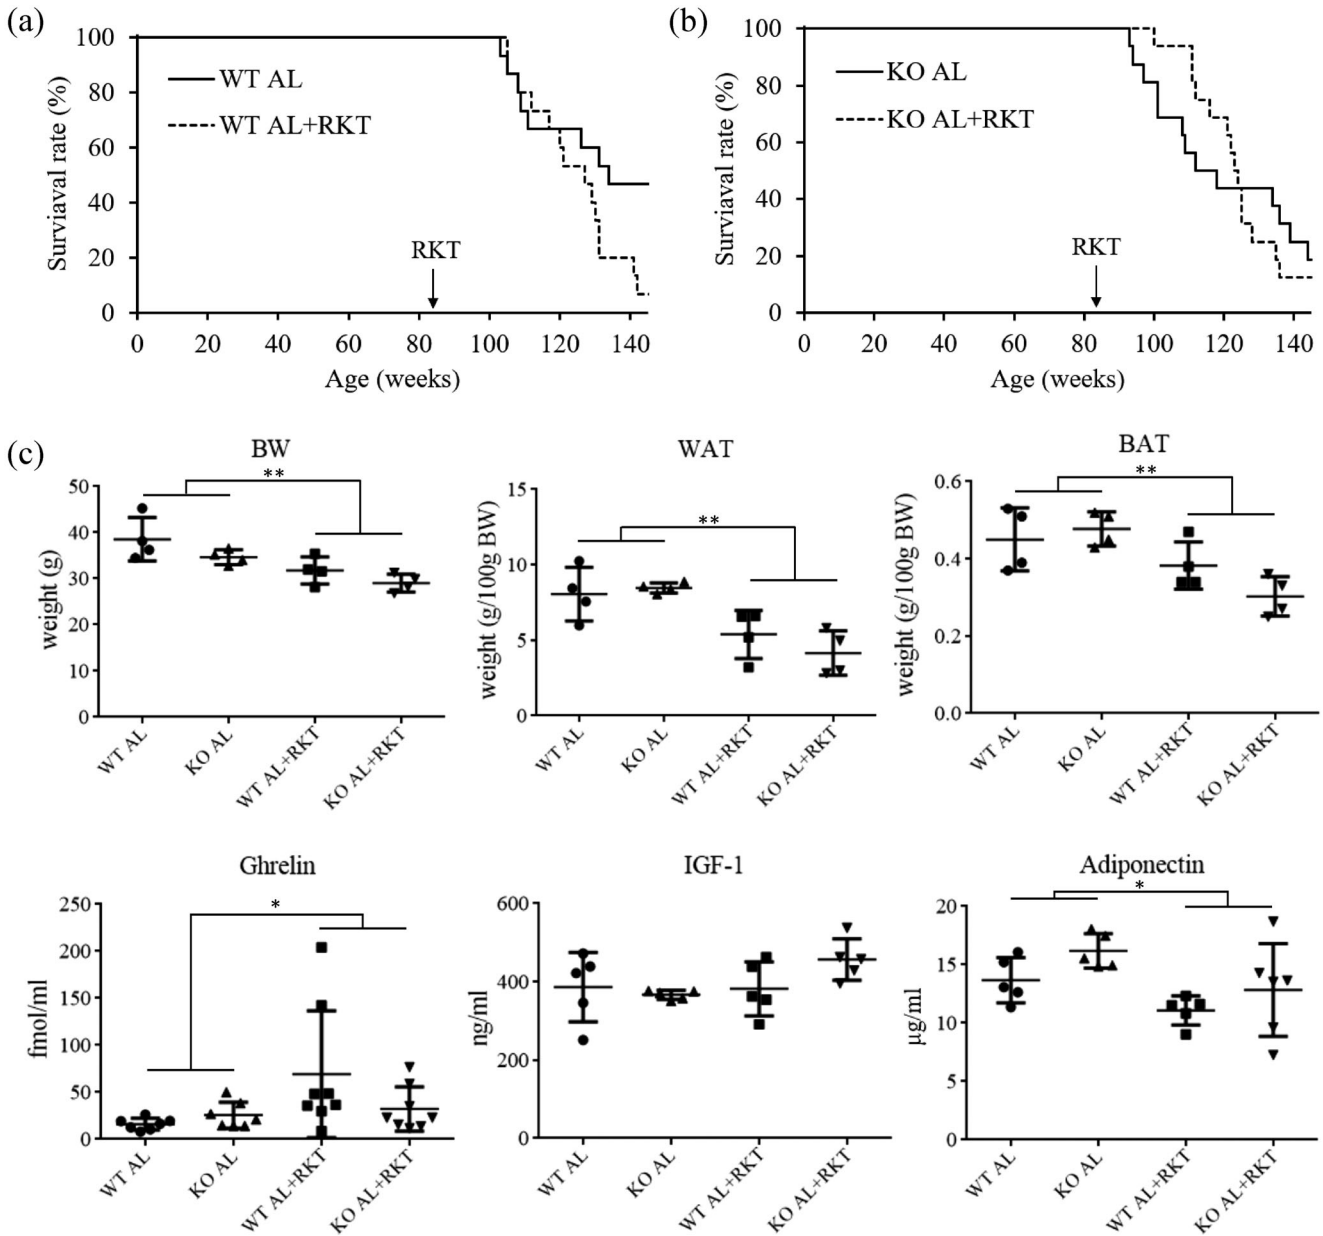 (a)
100
80
60
40
20
0
Surviaval rate (%)
WT AL
WT AL+RKT
RKT
0 20 40 60 80 100 120 140
Age (weeks)
(b)
100
80
60
40
20
0
Surviaval rate (%)
KO AL
KO AL+RKT
RKT
0 20 40 60 80 100 120 140
Age (weeks)
(c)
BW
**
50
40
30
20
10
0
weight (g)
WT AL
KO AL
WT AL+RKT
KO AL+RKT
WAT
**
15
10
5
0
weight (g/100g BW)
WT AL
KO AL
WT AL+RKT
KO AL+RKT
BAT
**
0.6
0.4
0.2
0.0
weight (g/100g BW)
WT AL
KO AL
WT AL+RKT
KO AL+RKT
Ghrelin
*
250
200
150
100
50
0
fmol/ml
WT AL
KO AL
WT AL+RKT
KO AL+RKT
IGF-1
600
400
200
0
ng/ml
WT AL
KO AL
WT AL+RKT
KO AL+RKT
Adiponectin
*
20
15
10
5
0
μg/ml
WT AL
KO AL
WT AL+RKT
KO AL+RKT